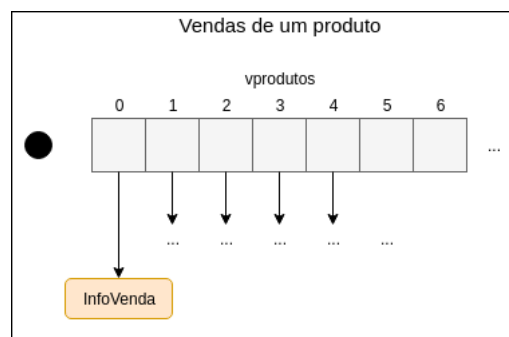 Vendas de um produto
vprodutos
0 1 2 3 4 5 6
...
... ... ... ... ...
InfoVenda